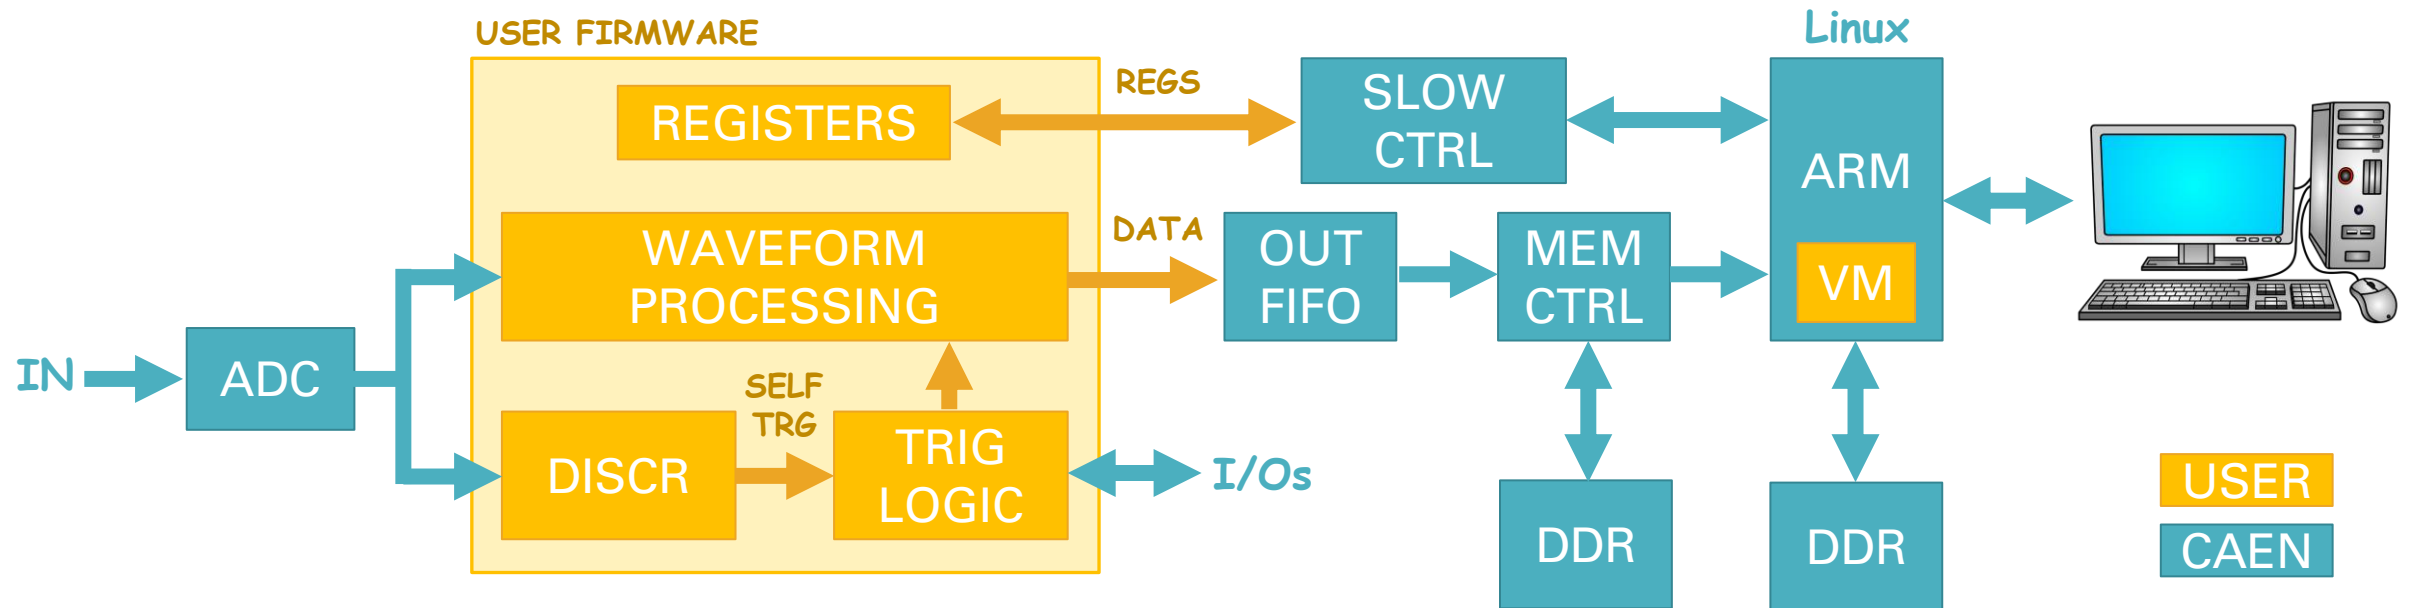 USER FIRMWARE
Linux
REGISTERS
REGS
SLOW
CTRL
ARM
WAVEFORM
PROCESSING
DATA
OUT
FIFO
MEM
CTRL
VM
IN
ADC
SELF
TRG
DISCR
TRIG
LOGIC
I/Os
DDR
DDR
USER
CAEN